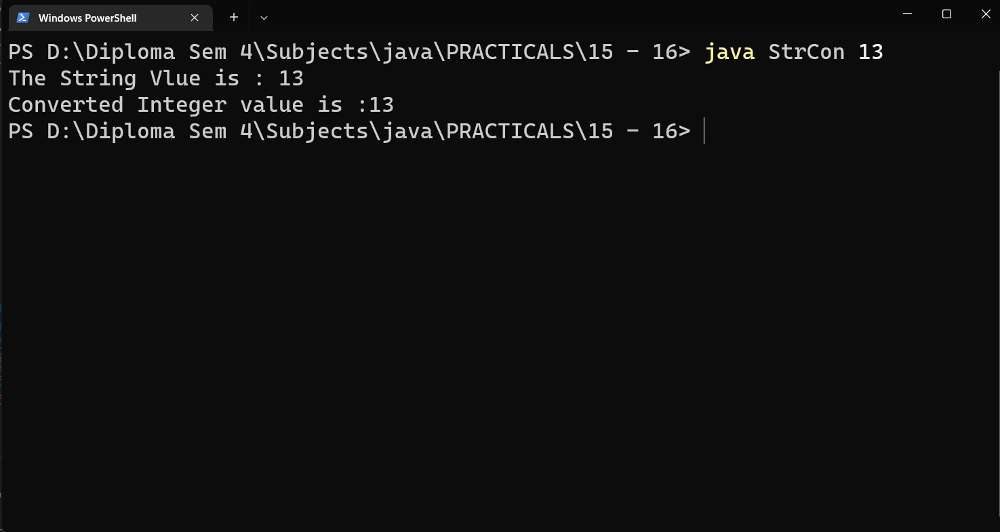 Windows PowerShell
PS D:\Diploma Sem 4\Subjects\java\PRACTICALS\15 - 16> java StrCon 13
The String Vlue is : 13
Converted Integer value is :13
PS D:\Diploma Sem 4\Subjects\java\PRACTICALS\15 - 16>